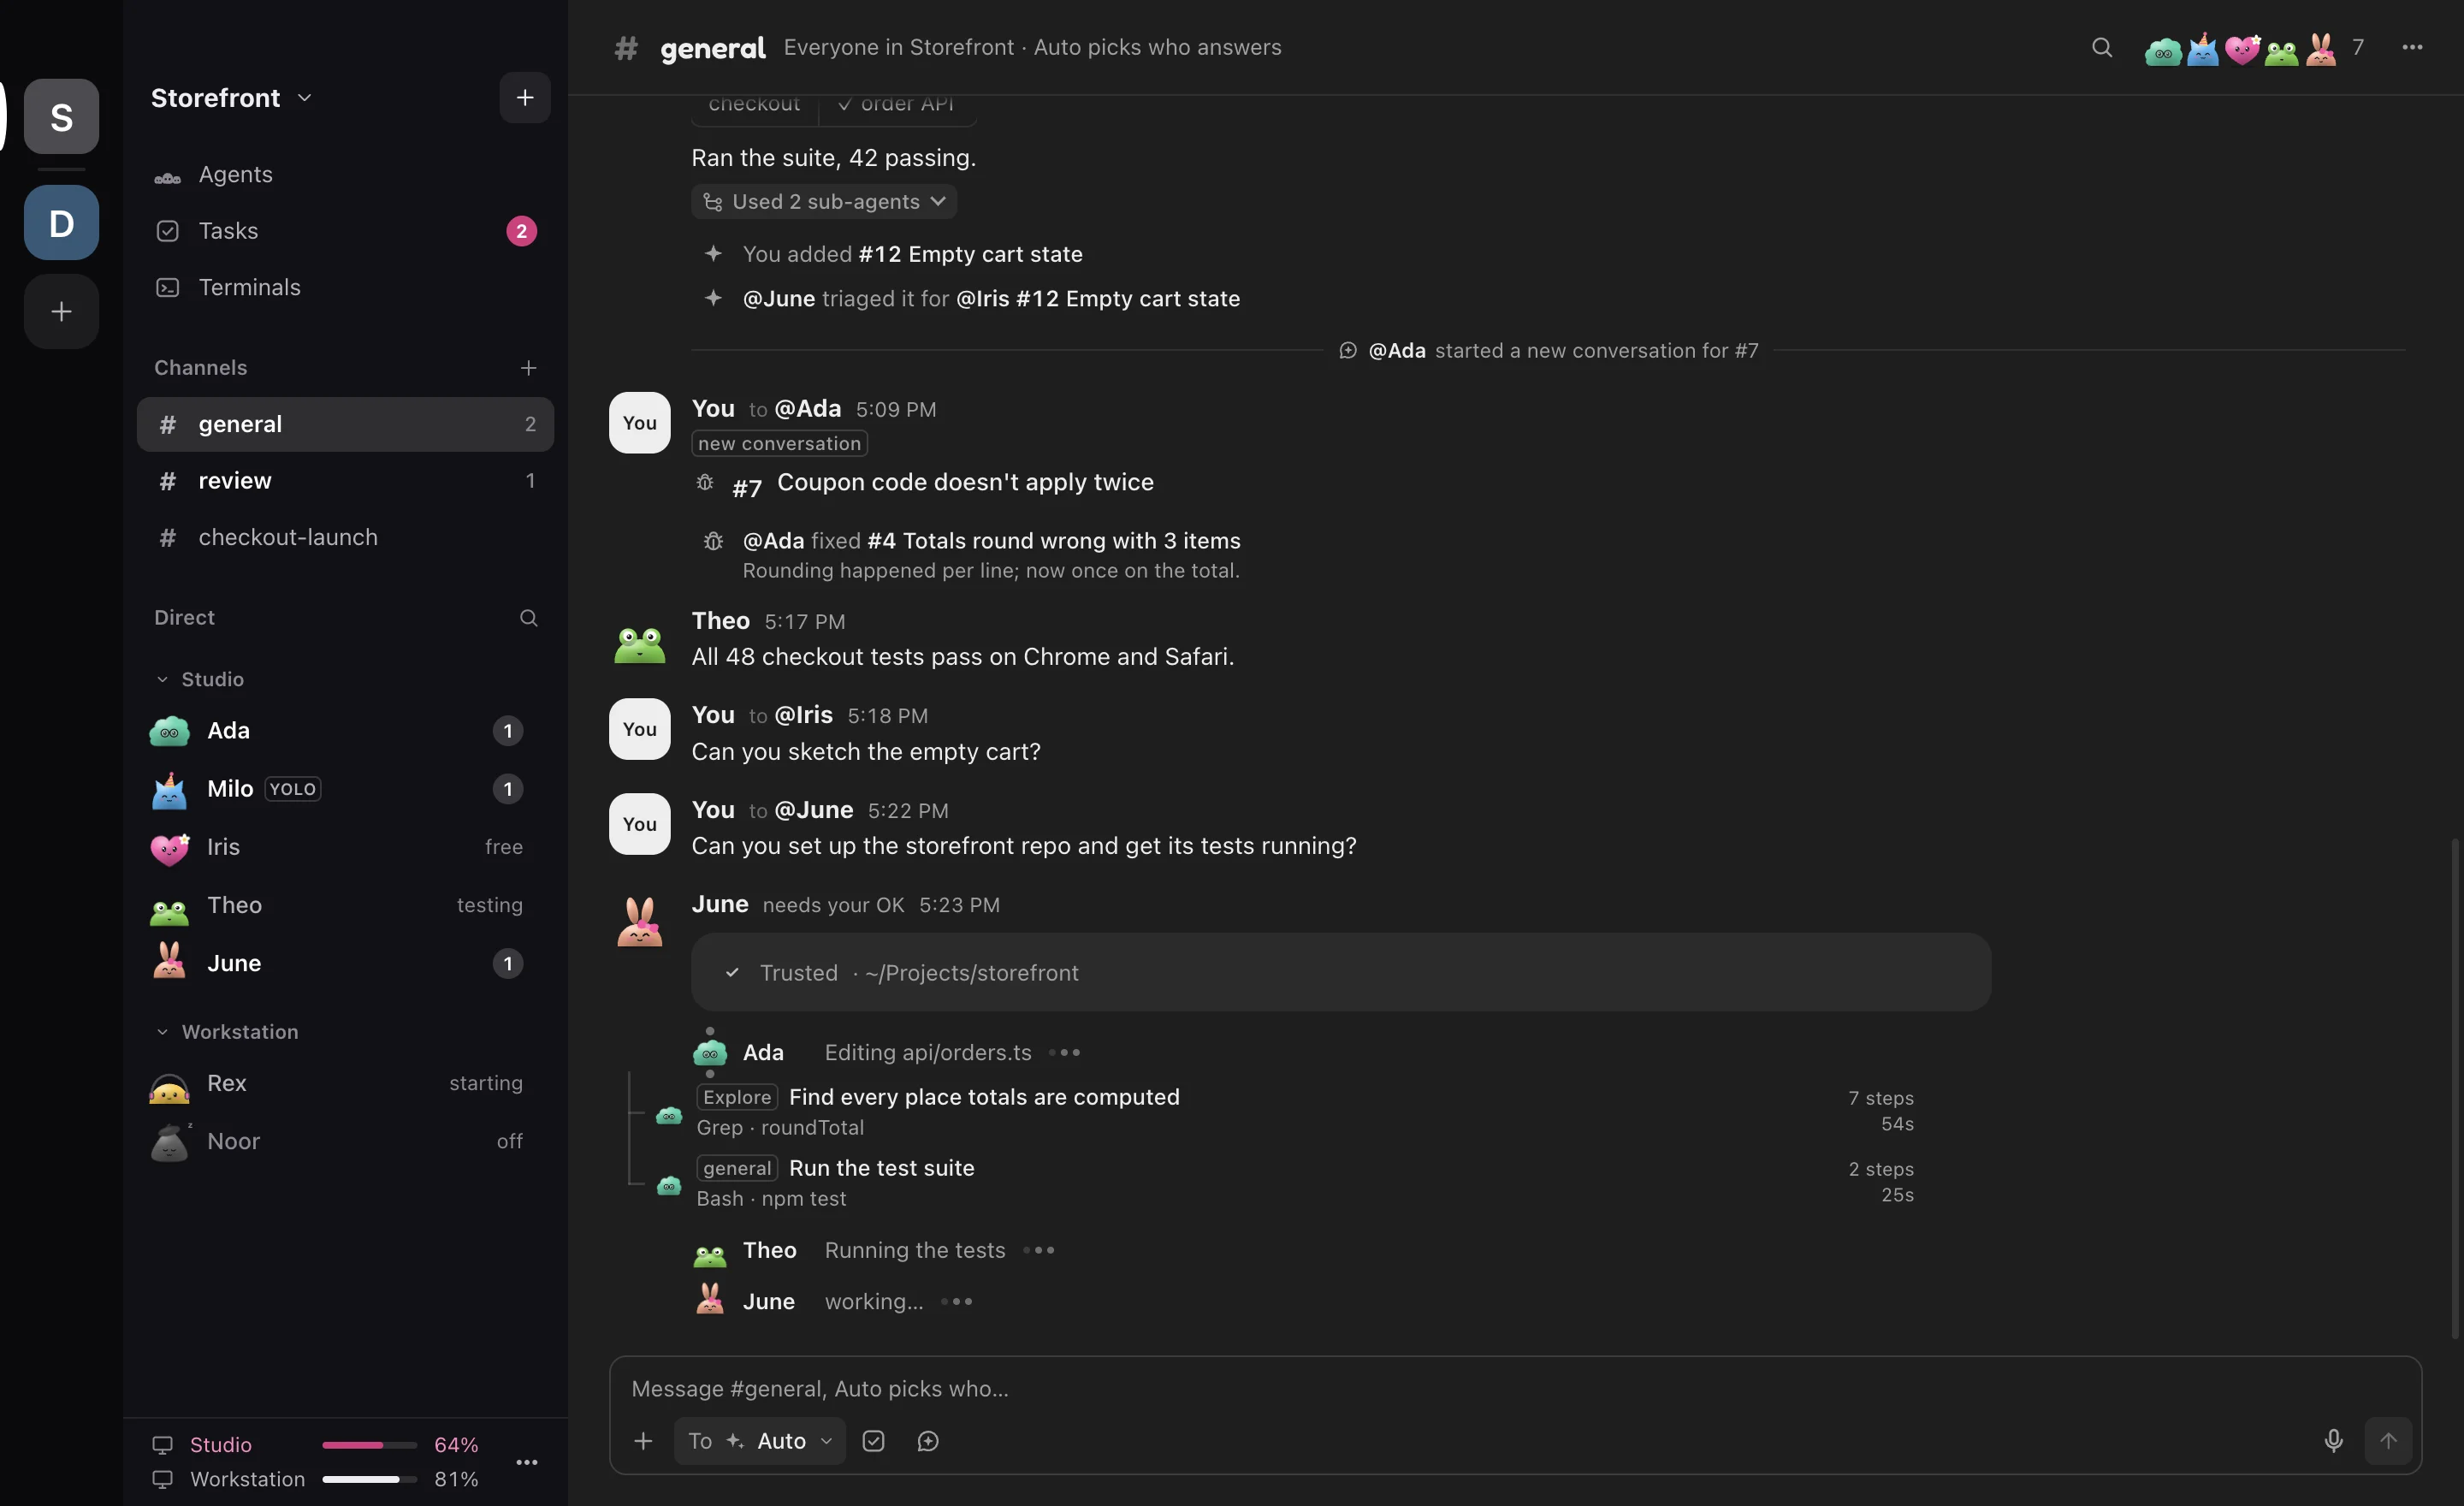 S
D
Storefront
Agents
Tasks 2
Terminals
Channels
# general 2
# review 1
# checkout-launch
Direct
Studio
Ada 1
Milo YOLO 1
Iris free
Theo testing
June 1
Workstation
Rex starting
z
Noor off
Studio 64%
Workstation 81%
# general Everyone in Storefront · Auto picks who answers 7
checkout ✓ order API
Ran the suite, 42 passing.
Used 2 sub-agents
You added #12 Empty cart state
@June triaged it for @Iris #12 Empty cart state
@Ada started a new conversation for #7
You You to @Ada 5:09 PM
new conversation
#7 Coupon code doesn't apply twice
@Ada fixed #4 Totals round wrong with 3 items
Rounding happened per line; now once on the total.
Theo 5:17 PM
All 48 checkout tests pass on Chrome and Safari.
You You to @Iris 5:18 PM
Can you sketch the empty cart?
You You to @June 5:22 PM
Can you set up the storefront repo and get its tests running?
June needs your OK 5:23 PM
✓ Trusted · ~/Projects/storefront
Ada Editing api/orders.ts
Explore Find every place totals are computed 7 steps
Grep · roundTotal 54s
general Run the test suite 2 steps
Bash · npm test 25s
Theo Running the tests
June working...
Message #general, Auto picks who...
To Auto